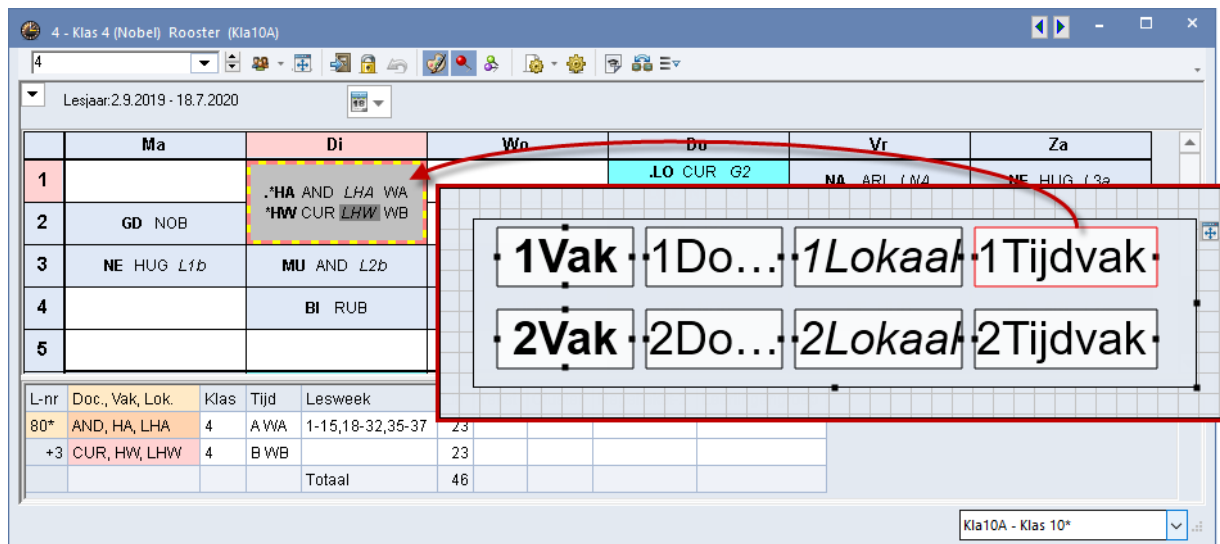 4 - Klas 4 (Nobel) Rooster (Kla10A)
4
Lesjaar:2.9.2019 - 18.7.2020
18
Ma Di Wo Do Vr Za
1 .*HA AND LHA WA .LO CUR G2 NA ARI LNA NE HUG L3a
*HW CUR LHW WB
2 GD NOB
3 NE HUG L1b MU AND L2b
4 BI RUB
5
1Vak 1Do... 1Lokaal 1Tijdvak
2Vak 2Do... 2Lokaal 2Tijdvak
L-nr Doc., Vak, Lok. Klas Tijd Lesweek
80* AND, HA, LHA 4 A WA 1-15,18-32,35-37 23
+3 CUR, HW, LHW 4 B WB 23
Totaal 46
Kla10A - Klas 10*